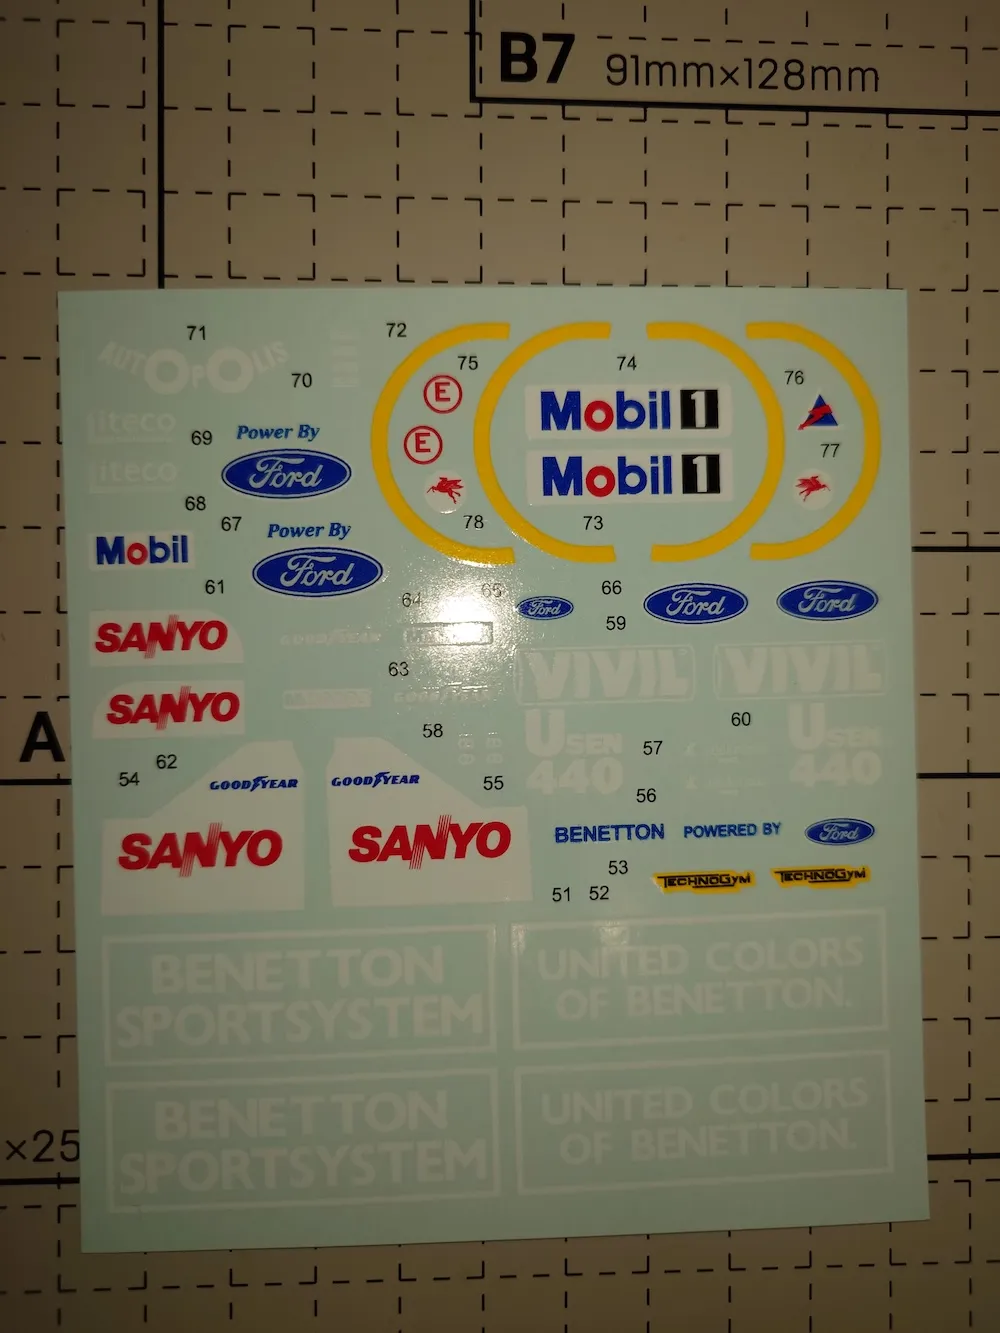 B7 91mm×128mm
71
72
AUTOPOLIS
75
74
76
70
E
Mobil 1
liteco
69
Power By
Ford
E
77
liteco
Mobil 1
68
67
Power By
78
73
Mobil
Ford
61
64
65
66
Ford
Ford
Ford
59
SANYO
GOODYEAR
63
VIVIL
VIVIL
SANYO
GOODYEAR
58
60
USEN
440
USEN
440
57
A
62
54
GOODYEAR
GOODYEAR
55
56
SANYO
SANYO
BENETTON
POWERED BY
Ford
53
TECHNOGYM
TECHNOGYM
51
52
BENETTON
SPORTSYSTEM
UNITED COLORS
OF BENETTON.
BENETTON
SPORTSYSTEM
UNITED COLORS
OF BENETTON.
×25